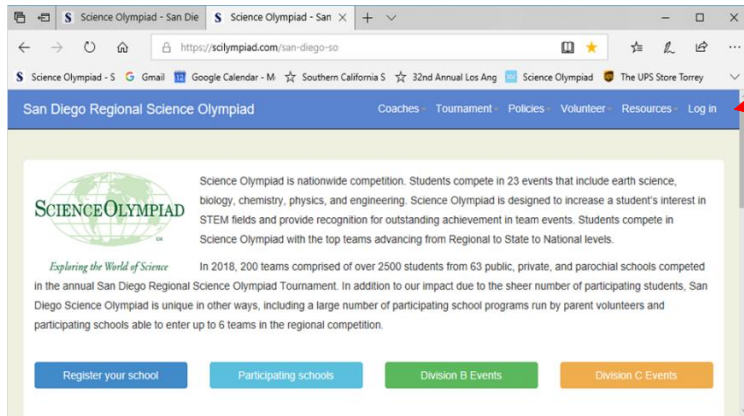 Science Olympiad - San Die
Science Olympiad - San
https://scilympiad.com/san-diego-so
Science Olympiad - S Gmail Google Calendar - M Southern California S 32nd Annual Los Ang Science Olympiad The UPS Store Torrey
San Diego Regional Science Olympiad Coaches Tournament Policies Volunteer Resources Log in
Science Olympiad is nationwide competition. Students compete in 23 events that include earth science,
biology, chemistry, physics, and engineering. Science Olympiad is designed to increase a student's interest in
STEM fields and provide recognition for outstanding achievement in team events. Students compete in
Science Olympiad with the top teams advancing from Regional to State to National levels.
SCIENCE OLYMPIAD
Exploring the World of Science
In 2018, 200 teams comprised of over 2500 students from 63 public, private, and parochial schools competed
in the annual San Diego Regional Science Olympiad Tournament. In addition to our impact due to the sheer number of participating students, San
Diego Science Olympiad is unique in other ways, including a large number of participating school programs run by parent volunteers and
participating schools able to enter up to 6 teams in the regional competition.
Register your school Participating schools Division B Events Division C Events